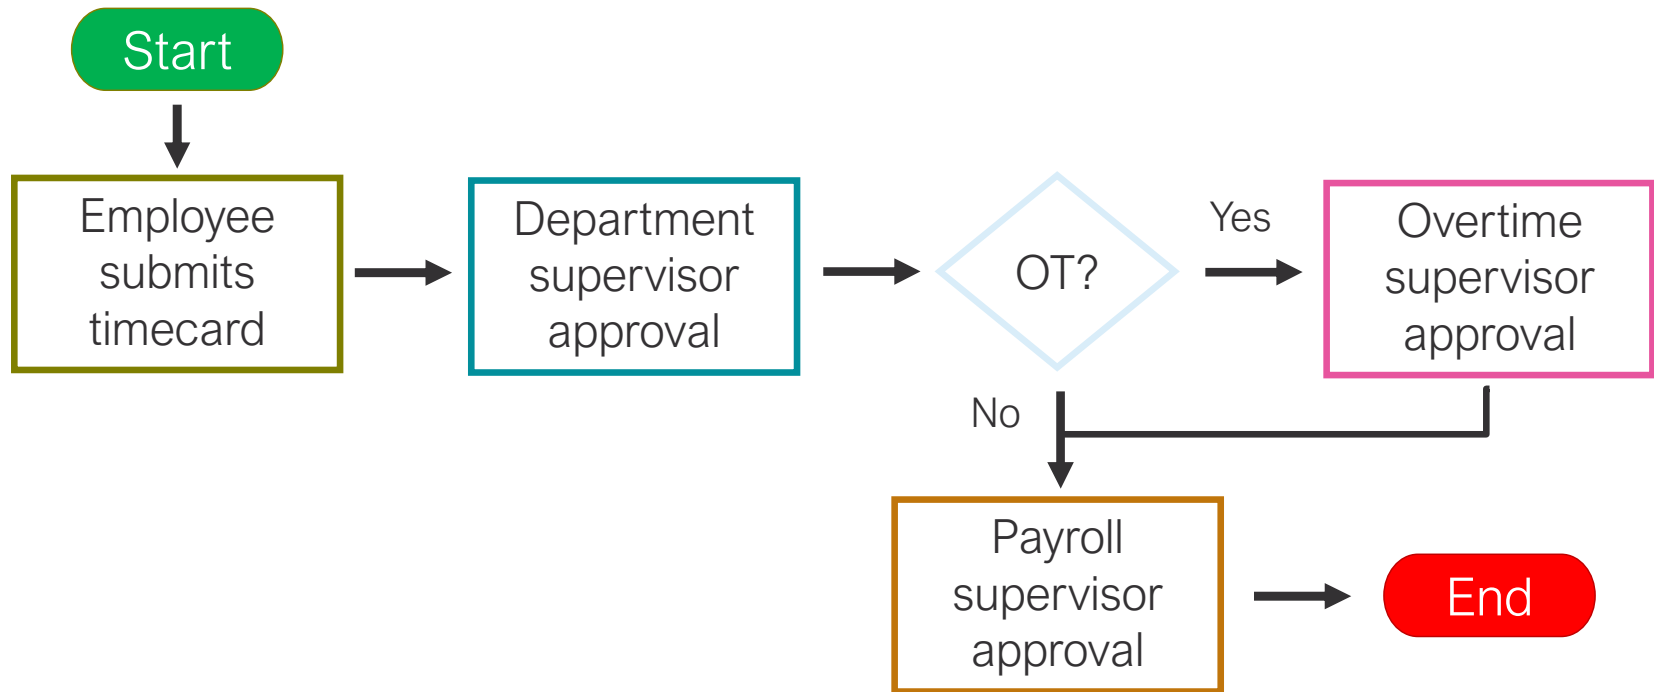 Start
Employee
submits
timecard
Department
supervisor
approval
OT?
Yes
Overtime
supervisor
approval
No
Payroll
supervisor
approval
End